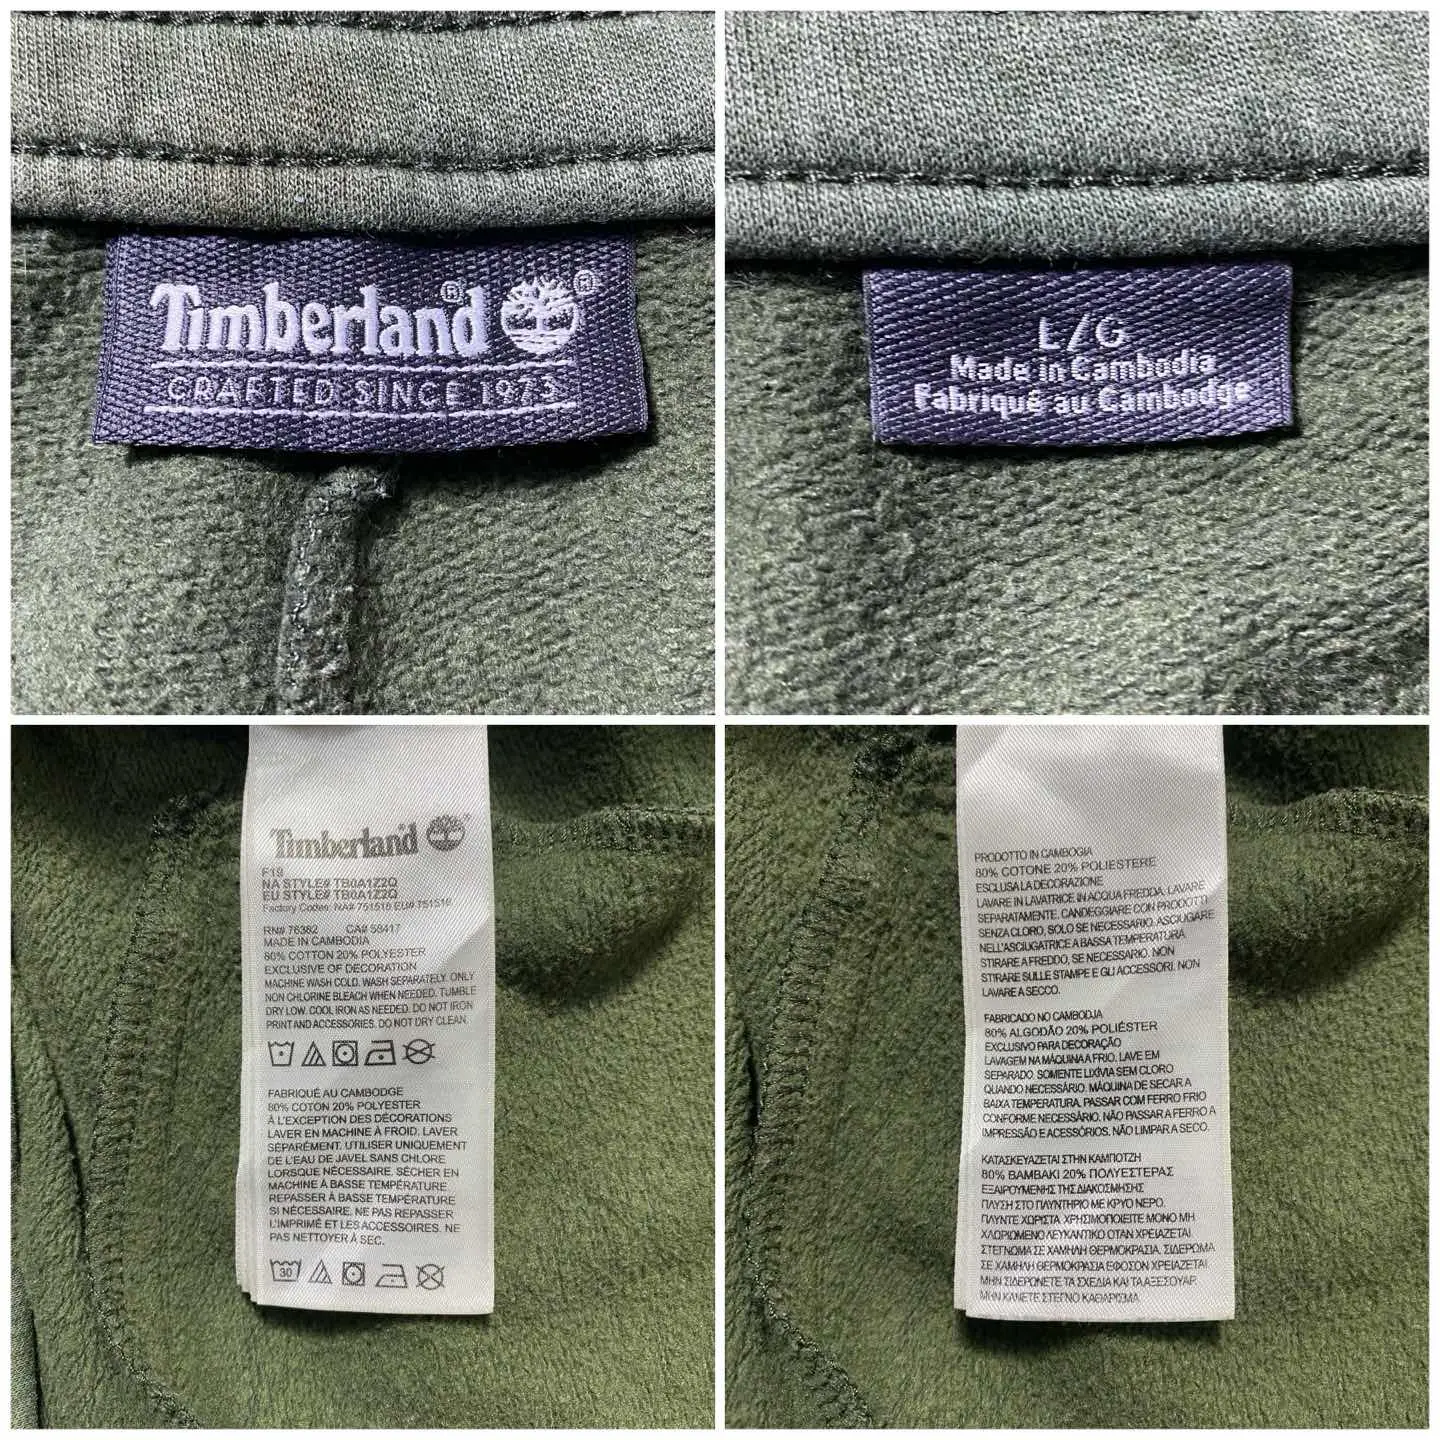 Timberland®
®
CRAFTED SINCE 1973
L/G
Made in Cambodia
Fabriqué au Cambodge
Timberland
F19
NA STYLE# TB0A1Z2Q
EU STYLE# TB0A1Z2Q
Factory Codes: NA# 751516 EU# 751516
RN# 76382 CA# 58417
MADE IN CAMBODIA
80% COTTON 20% POLYESTER
EXCLUSIVE OF DECORATION
MACHINE WASH COLD. WASH SEPARATELY. ONLY
NON CHLORINE BLEACH WHEN NEEDED. TUMBLE
DRY LOW. COOL IRON AS NEEDED. DO NOT IRON
PRINT AND ACCESSORIES. DO NOT DRY CLEAN.
FABRIQUÉ AU CAMBODGE
80% COTON 20% POLYESTER
À L'EXCEPTION DES DÉCORATIONS
LAVER EN MACHINE À FROID. LAVER
SÉPARÉMENT. UTILISER UNIQUEMENT
DE L'EAU DE JAVEL SANS CHLORE
LORSQUE NÉCESSAIRE. SÉCHER EN
MACHINE À BASSE TEMPÉRATURE
REPASSER À BASSE TEMPÉRATURE
SI NÉCESSAIRE. NE PAS REPASSER
L'IMPRIMÉ ET LES ACCESSOIRES. NE
PAS NETTOYER À SEC.
30
PRODOTTO IN CAMBOGIA
80% COTONE 20% POLIESTERE
ESCLUSA LA DECORAZIONE
LAVARE IN LAVATRICE IN ACQUA FREDDA. LAVARE
SEPARATAMENTE. CANDEGGIARE CON PRODOTTI
SENZA CLORO, SOLO SE NECESSARIO. ASCIUGARE
NELL'ASCIUGATRICE A BASSA TEMPERATURA.
STIRARE A FREDDO, SE NECESSARIO. NON
STIRARE SULLE STAMPE E GLI ACCESSORI. NON
LAVARE A SECCO.
FABRICADO NO CAMBODJA
80% ALGODÃO 20% POLIÉSTER
EXCLUSIVO PARA DECORAÇÃO
LAVAGEM NA MÁQUINA A FRIO. LAVE EM
SEPARADO. SOMENTE LIXÍVIA SEM CLORO
QUANDO NECESSÁRIO. MÁQUINA DE SECAR A
BAIXA TEMPERATURA. PASSAR COM FERRO FRIO
CONFORME NECESSÁRIO. NÃO PASSAR A FERRO A
IMPRESSÃO E ACESSÓRIOS. NÃO LIMPAR A SECO.
ΚΑΤΑΣΚΕΥΑΖΕΤΑΙ ΣΤΗΝ ΚΑΜΠΟΤΖΗ
80% ΒΑΜΒΑΚΙ 20% ΠΟΛΥΕΣΤΕΡΑΣ
ΕΞΑΙΡΟΥΜΕΝΗΣ ΤΗΣ ΔΙΑΚΟΣΜΗΣΗΣ
ΠΛΥΣΗ ΣΤΟ ΠΛΥΝΤΗΡΙΟ ΜΕ ΚΡΥΟ ΝΕΡΟ.
ΠΛΥΝΤΕ ΧΩΡΙΣΤΑ. ΧΡΗΣΙΜΟΠΟΙΕΙΤΕ ΜΟΝΟ ΜΗ
ΧΛΩΡΙΩΜΕΝΟ ΛΕΥΚΑΝΤΙΚΟ ΟΤΑΝ ΧΡΕΙΑΖΕΤΑΙ.
ΣΤΕΓΝΩΜΑ ΣΕ ΧΑΜΗΛΗ ΘΕΡΜΟΚΡΑΣΙΑ. ΣΙΔΕΡΩΜΑ
ΣΕ ΧΑΜΗΛΗ ΘΕΡΜΟΚΡΑΣΙΑ ΕΦΟΣΟΝ ΧΡΕΙΑΖΕΤΑΙ.
ΜΗΝ ΣΙΔΕΡΩΝΕΤΕ ΤΑ ΣΧΕΔΙΑ ΚΑΙ ΤΑ ΑΞΕΣΟΥΑΡ.
ΜΗΝ ΚΑΝΕΤΕ ΣΤΕΓΝΟ ΚΑΘΑΡΙΣΜΑ.